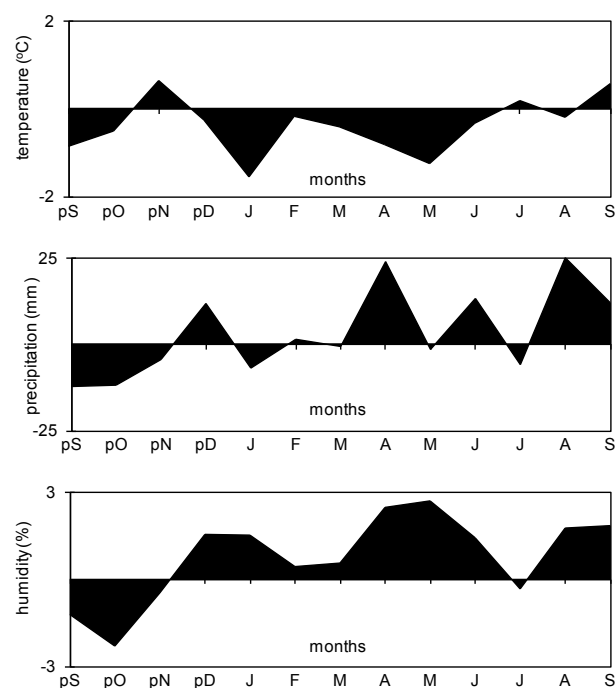 2
temperature (°C)
months
-2
pS pO pN pD J F M A M J J A S
25
precipitation (mm)
months
-25
pS pO pN pD J F M A M J J A S
3
humidity (%)
months
-3
pS pO pN pD J F M A M J J A S